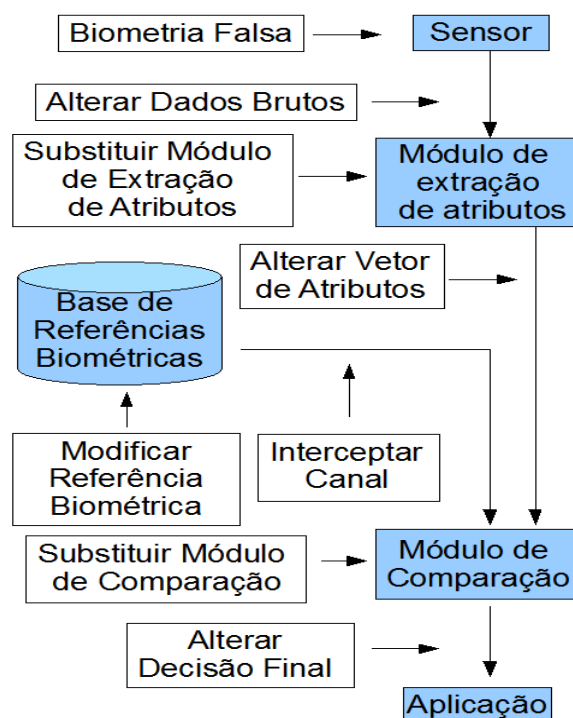 Biometria Falsa
Sensor
Alterar Dados Brutos
Substituir Módulo
de Extração
de Atributos
Módulo de
extração
de atributos
Alterar Vetor
de Atributos
Base de
Referências
Biométricas
Modificar
Referência
Biométrica
Interceptar
Canal
Substituir Módulo
de Comparação
Módulo de
Comparação
Alterar
Decisão Final
Aplicação